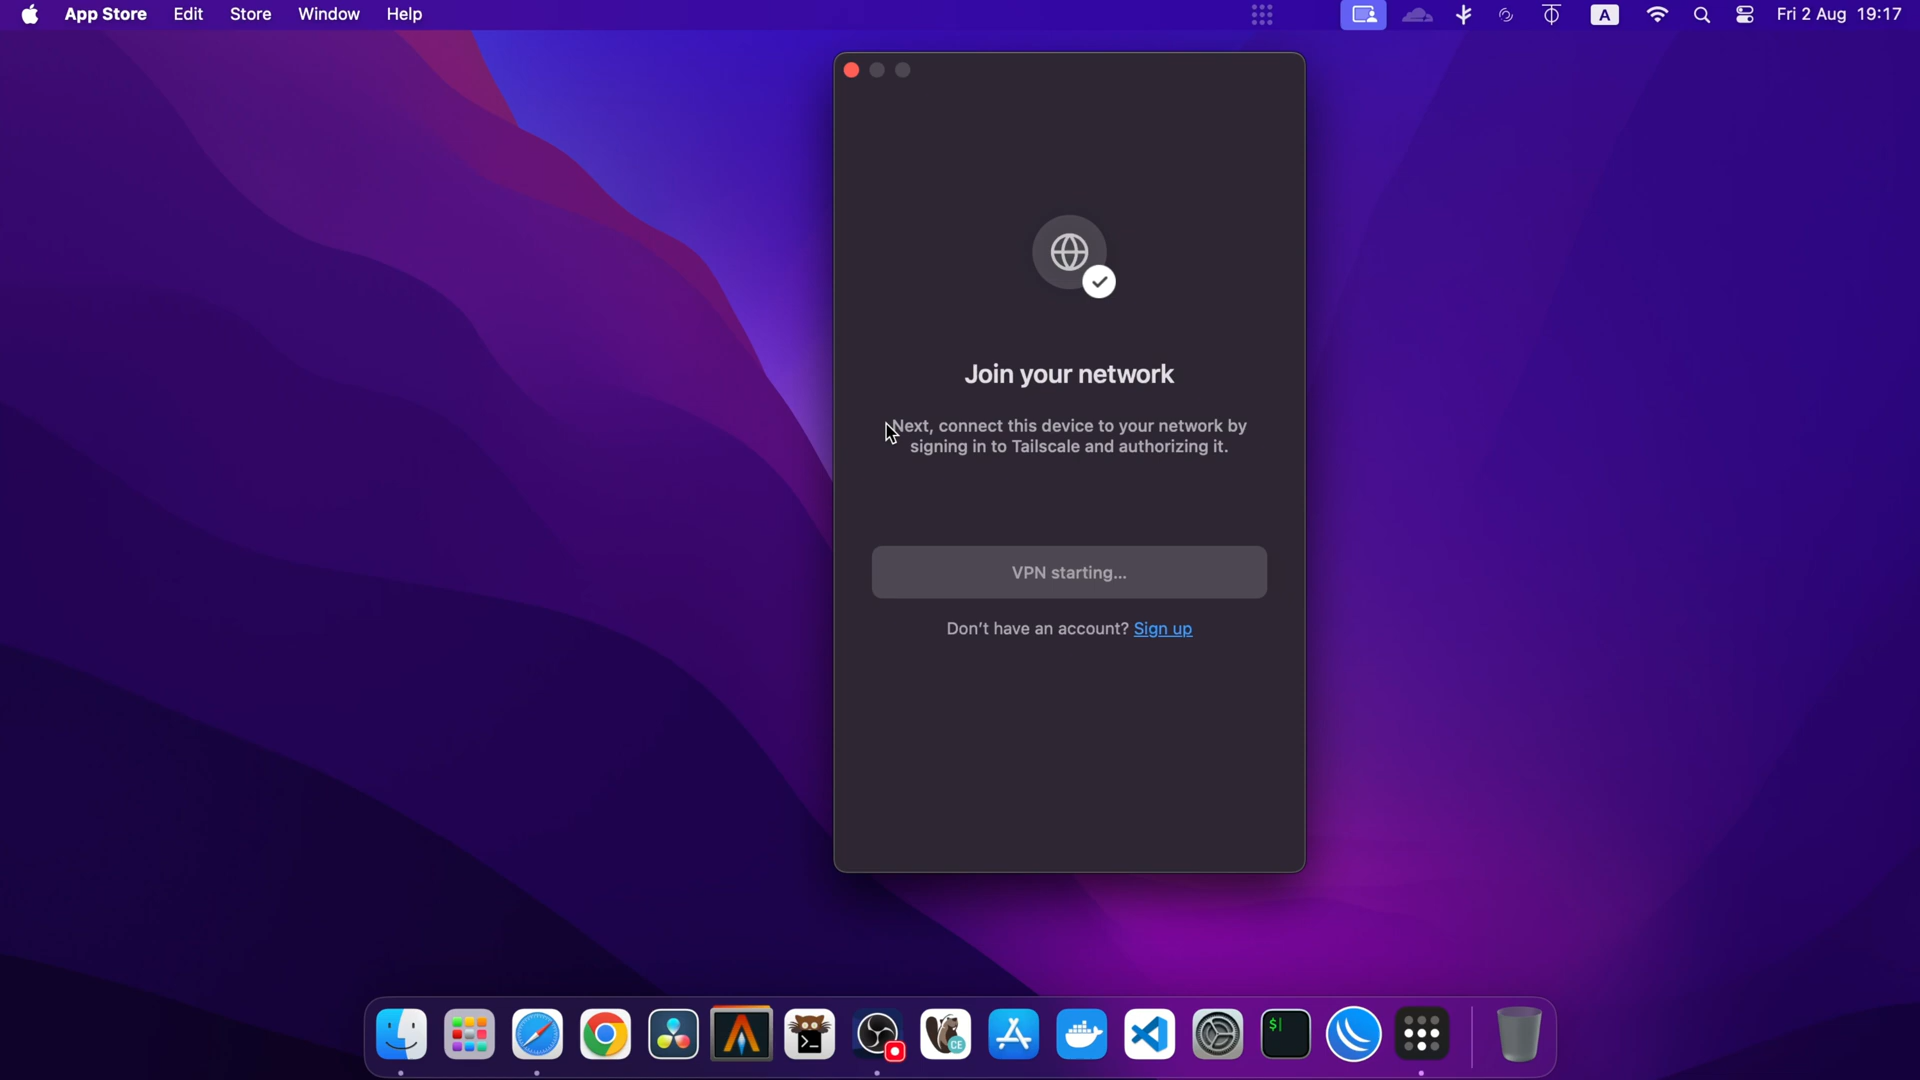 App Store Edit Store Window Help
A
Fri 2 Aug 19:17
Join your network
Next, connect this device to your network by
signing in to Tailscale and authorizing it.
VPN starting...
Don't have an account? Sign up
CE
$